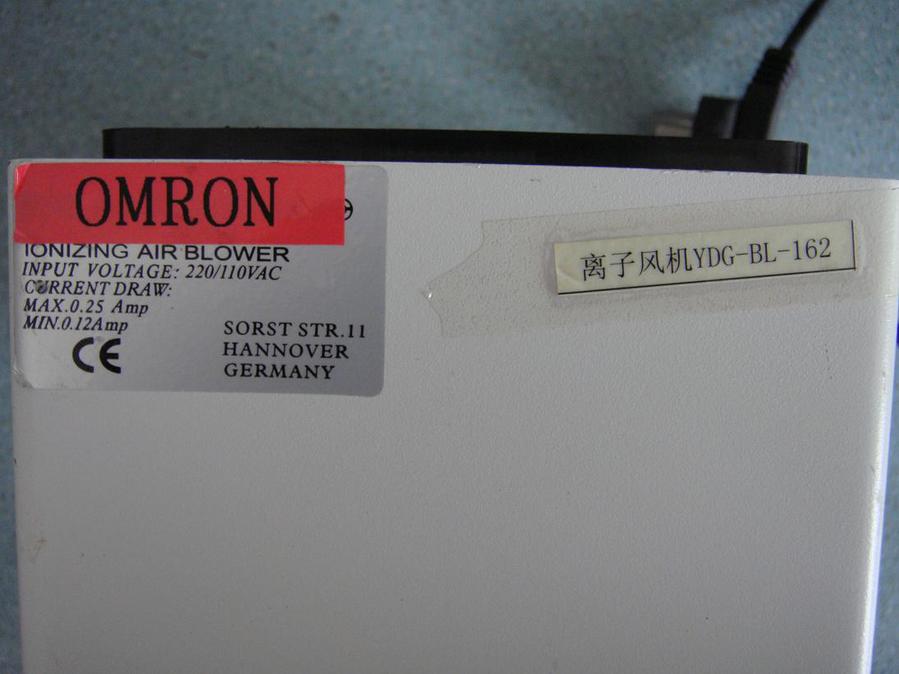 OMRON
IONIZING AIR BLOWER
INPUT VOLTAGE: 220/110VAC
CURRENT DRAW:
MAX.0.25 Amp
MIN.0.12Amp
CE
SORST STR.11
HANNOVER
GERMANY
离子风机YDG-BL-162